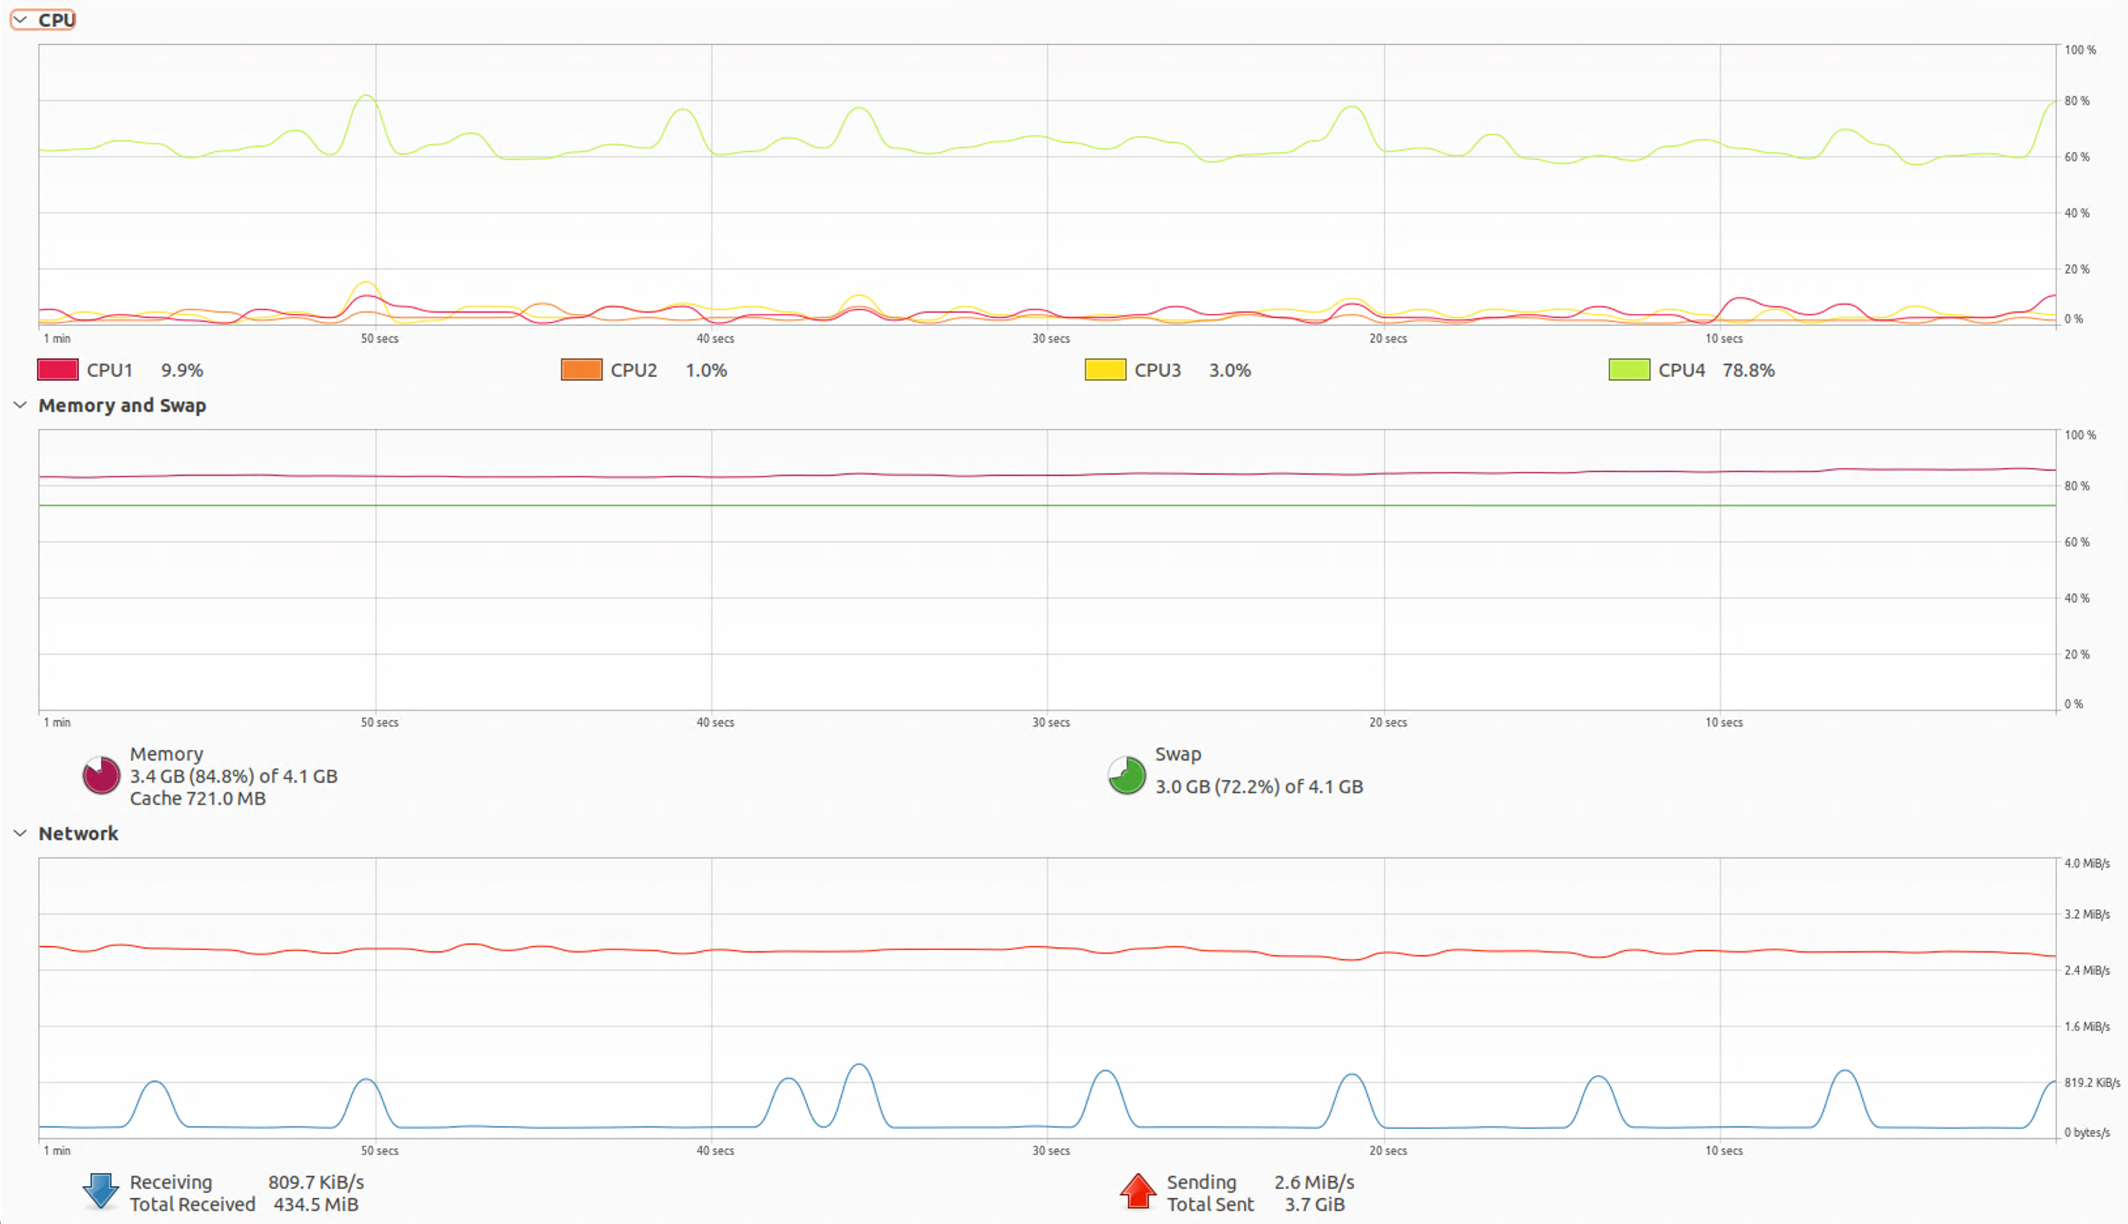 CPU
100 %
80 %
60 %
40 %
20 %
0 %
1 min 50 secs 40 secs 30 secs 20 secs 10 secs
CPU1 9.9% CPU2 1.0% CPU3 3.0% CPU4 78.8%
Memory and Swap
100 %
80 %
60 %
40 %
20 %
0 %
1 min 50 secs 40 secs 30 secs 20 secs 10 secs
Memory
3.4 GB (84.8%) of 4.1 GB
Cache 721.0 MB
Swap
3.0 GB (72.2%) of 4.1 GB
Network
4.0 MiB/s
3.2 MiB/s
2.4 MiB/s
1.6 MiB/s
819.2 KiB/s
0 bytes/s
1 min 50 secs 40 secs 30 secs 20 secs 10 secs
Receiving 809.7 KiB/s
Total Received 434.5 MiB
Sending 2.6 MiB/s
Total Sent 3.7 GiB